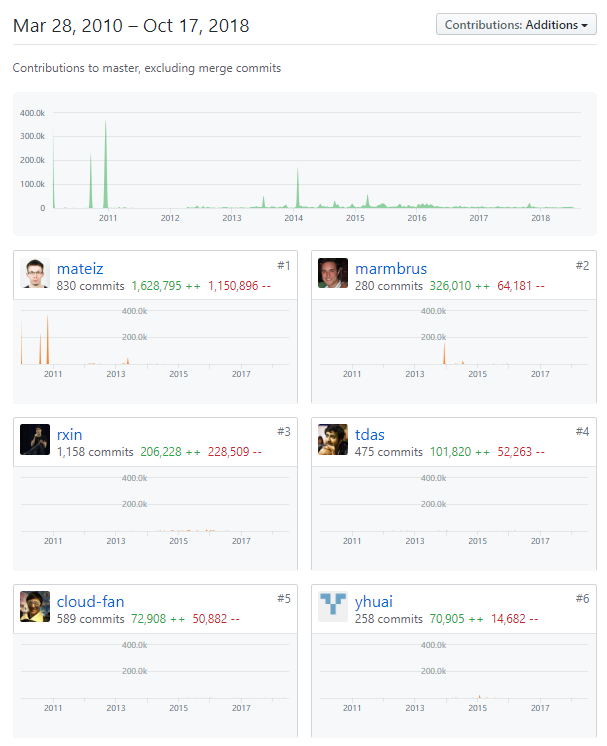 Mar 28, 2010 – Oct 17, 2018
Contributions: Additions
Contributions to master, excluding merge commits
400.0k
300.0k
200.0k
100.0k
0
2011 2012 2013 2014 2015 2016 2017 2018
mateiz #1
830 commits 1,628,795 ++ 1,150,896 --
400.0k
200.0k
2011 2013 2015 2017
marmbrus #2
280 commits 326,010 ++ 64,181 --
400.0k
200.0k
2011 2013 2015 2017
rxin #3
1,158 commits 206,228 ++ 228,509 --
400.0k
200.0k
2011 2013 2015 2017
tdas #4
475 commits 101,820 ++ 52,263 --
400.0k
200.0k
2011 2013 2015 2017
cloud-fan #5
589 commits 72,908 ++ 50,882 --
400.0k
200.0k
2011 2013 2015 2017
yhuai #6
258 commits 70,905 ++ 14,682 --
400.0k
200.0k
2011 2013 2015 2017